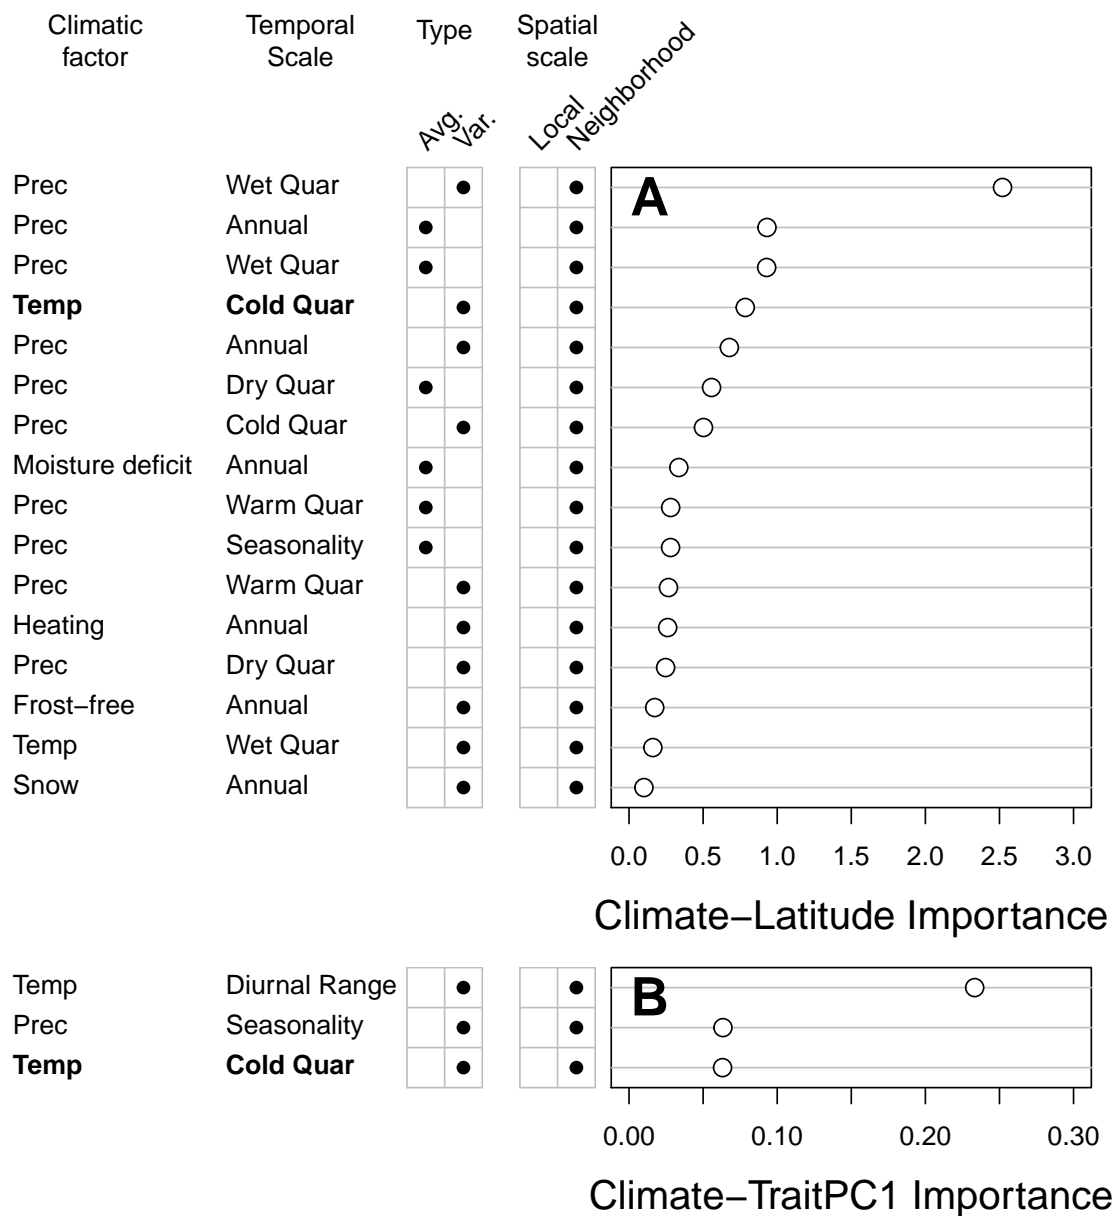 Climatic Temporal Type Spatial
factor Scale scale
Avg. Var. Local Neighborhood
A
Prec Wet Quar
Prec Annual
Prec Wet Quar
Temp Cold Quar
Prec Annual
Prec Dry Quar
Prec Cold Quar
Moisture deficit Annual
Prec Warm Quar
Prec Seasonality
Prec Warm Quar
Heating Annual
Prec Dry Quar
Frost−free Annual
Temp Wet Quar
Snow Annual
0.0 0.5 1.0 1.5 2.0 2.5 3.0
Climate−Latitude Importance
B
Temp Diurnal Range
Prec Seasonality
Temp Cold Quar
0.00 0.10 0.20 0.30
Climate−TraitPC1 Importance